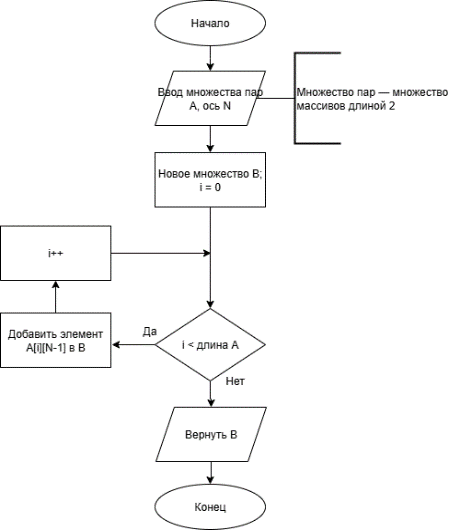 Начало
Ввод множества пар
A, ось N
Множество пар — множество
массивов длиной 2
Новое множество B;
i = 0
i++
Да
Добавить элемент
A[i][N-1] в B
i < длина A
Нет
Вернуть B
Конец